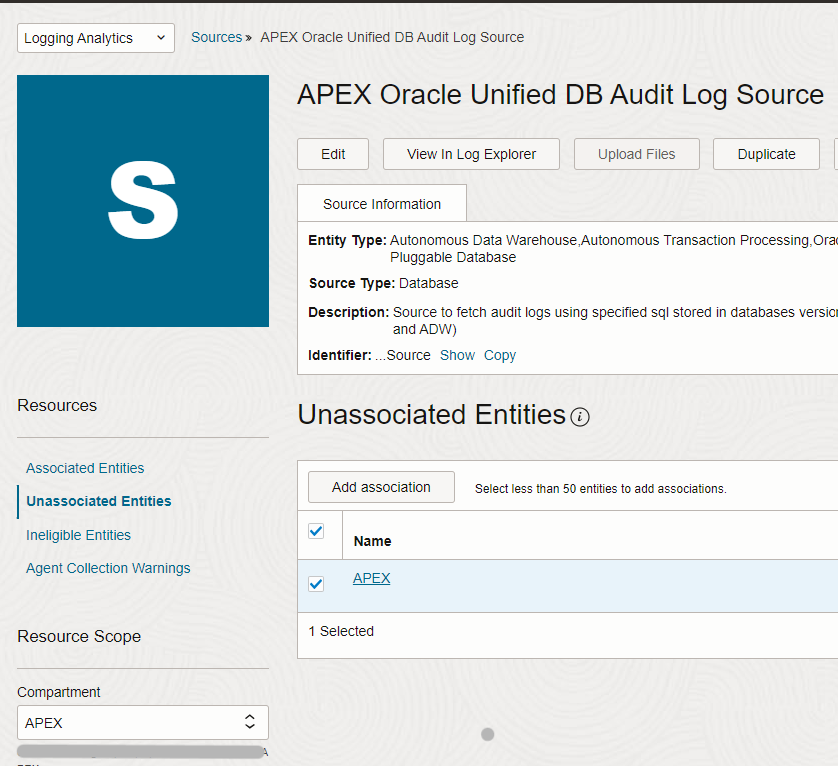 Logging Analytics
Sources » APEX Oracle Unified DB Audit Log Source
S
APEX Oracle Unified DB Audit Log Source
Edit
View In Log Explorer
Upload Files
Duplicate
Source Information
Entity Type: Autonomous Data Warehouse,Autonomous Transaction Processing,Orac
Pluggable Database
Source Type: Database
Description: Source to fetch audit logs using specified sql stored in databases version
and ADW)
Identifier: ...Source Show Copy
Resources
Associated Entities
Unassociated Entities
Ineligible Entities
Agent Collection Warnings
Resource Scope
Compartment
APEX
Unassociated Entities
Add association
Select less than 50 entities to add associations.
Name
APEX
1 Selected